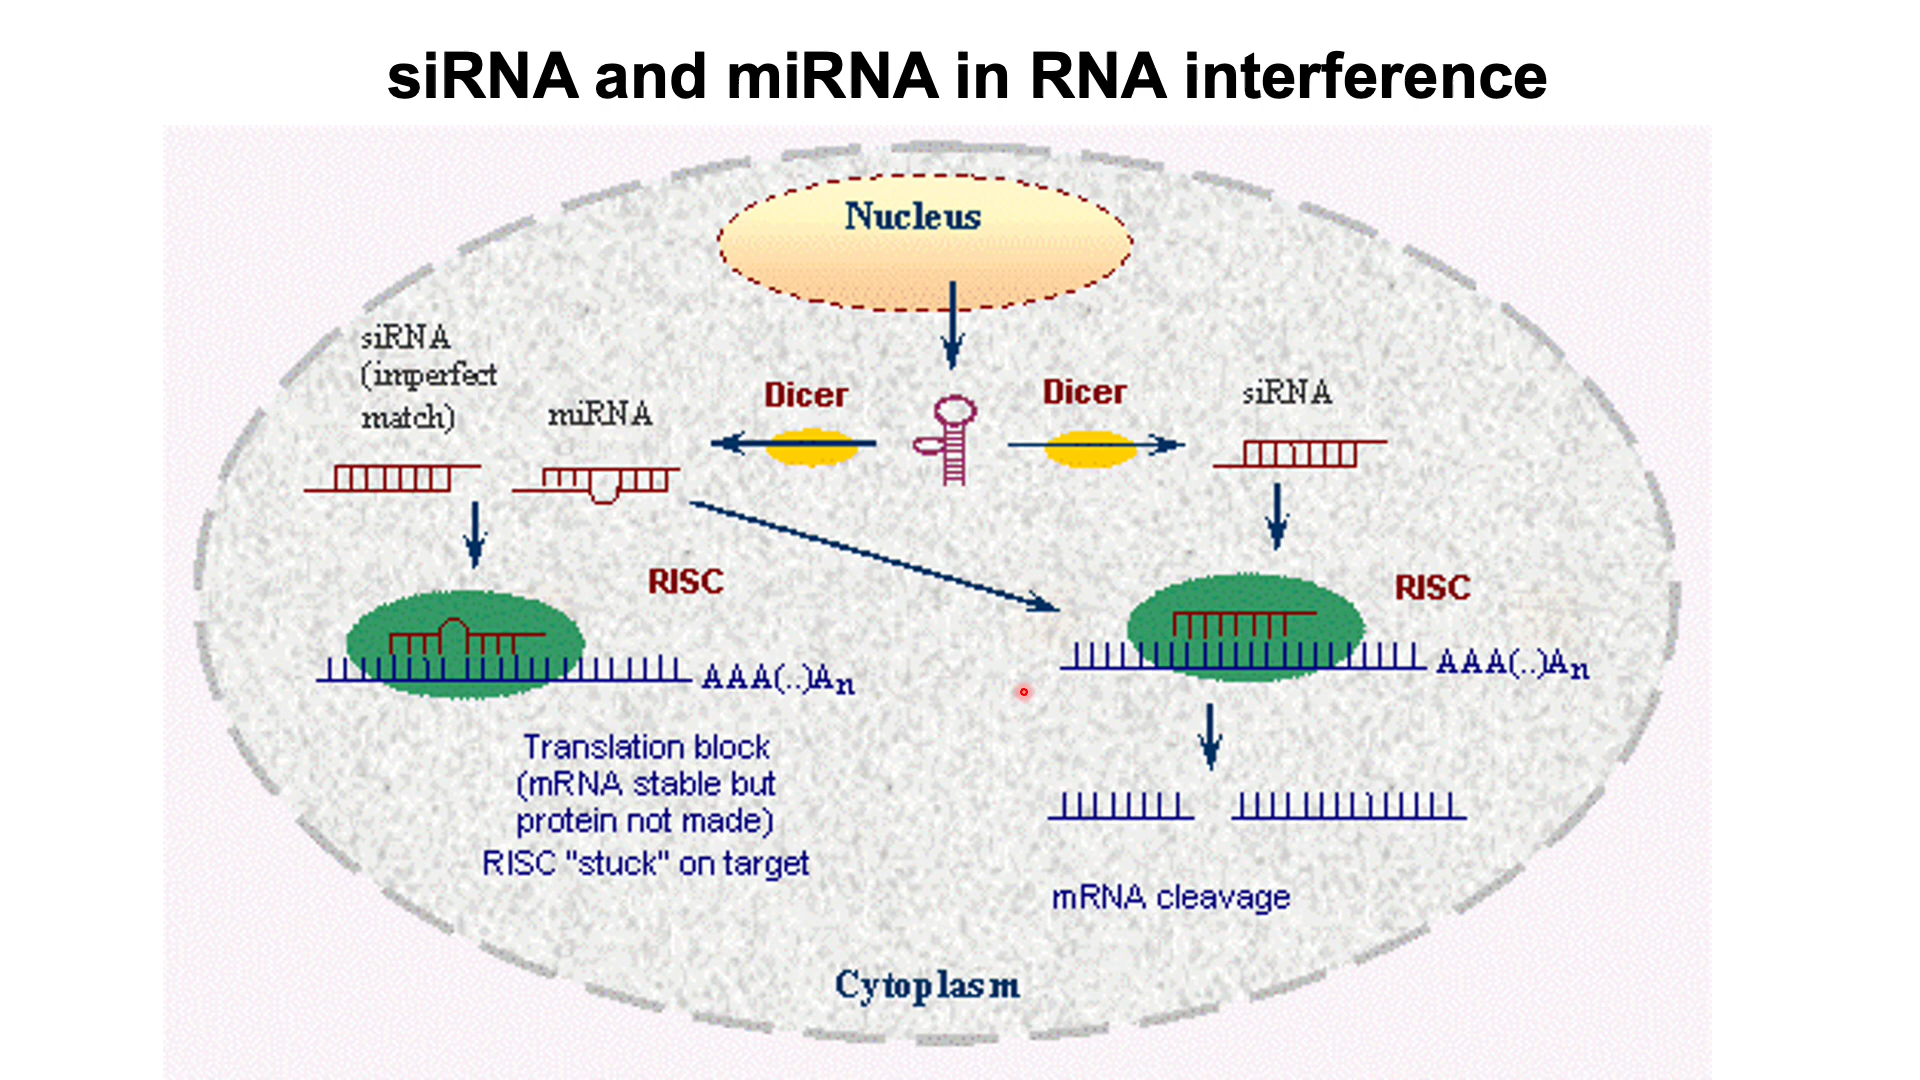 siRNA and miRNA in RNA interference
Nucleus
siRNA
(imperfect
match)
miRNA
Dicer
Dicer
siRNA
RISC
RISC
AAA(..)An
AAA(..)An
Translation block
(mRNA stable but
protein not made)
RISC "stuck" on target
mRNA cleavage
Cytoplasm